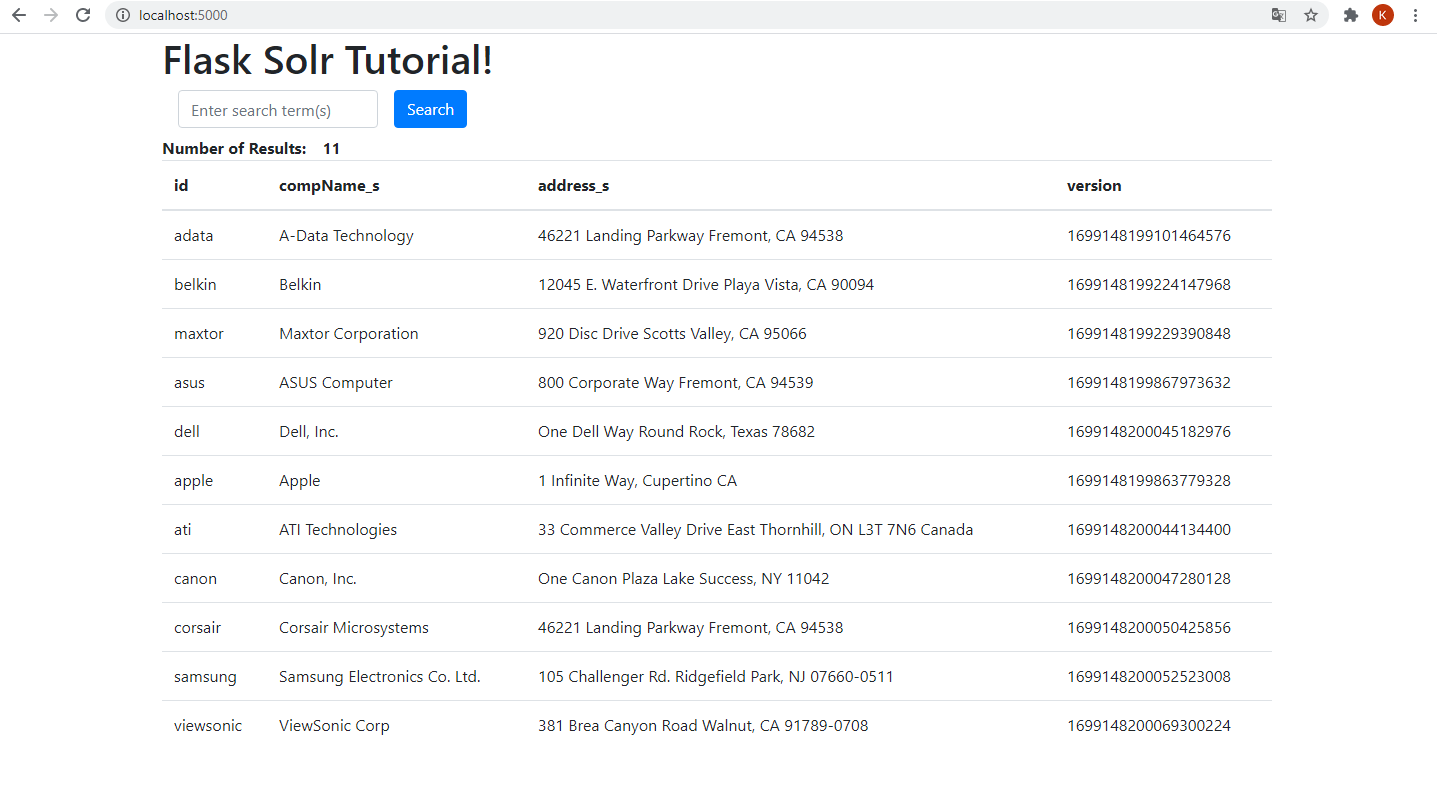 localhost:5000
K
Flask Solr Tutorial!
Enter search term(s) Search
Number of Results: 11
id compName_s address_s version
adata A-Data Technology 46221 Landing Parkway Fremont, CA 94538 1699148199101464576
belkin Belkin 12045 E. Waterfront Drive Playa Vista, CA 90094 1699148199224147968
maxtor Maxtor Corporation 920 Disc Drive Scotts Valley, CA 95066 1699148199229390848
asus ASUS Computer 800 Corporate Way Fremont, CA 94539 1699148199867973632
dell Dell, Inc. One Dell Way Round Rock, Texas 78682 1699148200045182976
apple Apple 1 Infinite Way, Cupertino CA 1699148199863779328
ati ATI Technologies 33 Commerce Valley Drive East Thornhill, ON L3T 7N6 Canada 1699148200044134400
canon Canon, Inc. One Canon Plaza Lake Success, NY 11042 1699148200047280128
corsair Corsair Microsystems 46221 Landing Parkway Fremont, CA 94538 1699148200050425856
samsung Samsung Electronics Co. Ltd. 105 Challenger Rd. Ridgefield Park, NJ 07660-0511 1699148200052523008
viewsonic ViewSonic Corp 381 Brea Canyon Road Walnut, CA 91789-0708 1699148200069300224